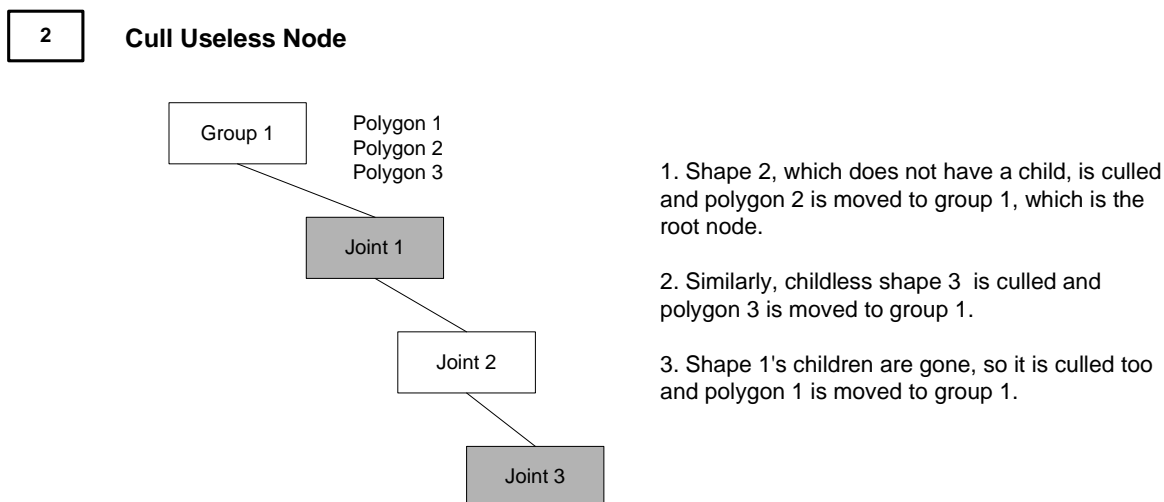 2
Cull Useless Node
Group 1
Polygon 1
Polygon 2
Polygon 3
Joint 1
Joint 2
Joint 3
1. Shape 2, which does not have a child, is culled
and polygon 2 is moved to group 1, which is the
root node.
2. Similarly, childless shape 3 is culled and
polygon 3 is moved to group 1.
3. Shape 1's children are gone, so it is culled too
and polygon 1 is moved to group 1.